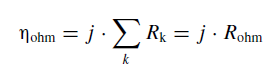 η_ohm = j · ∑_k R_k = j · R_ohm